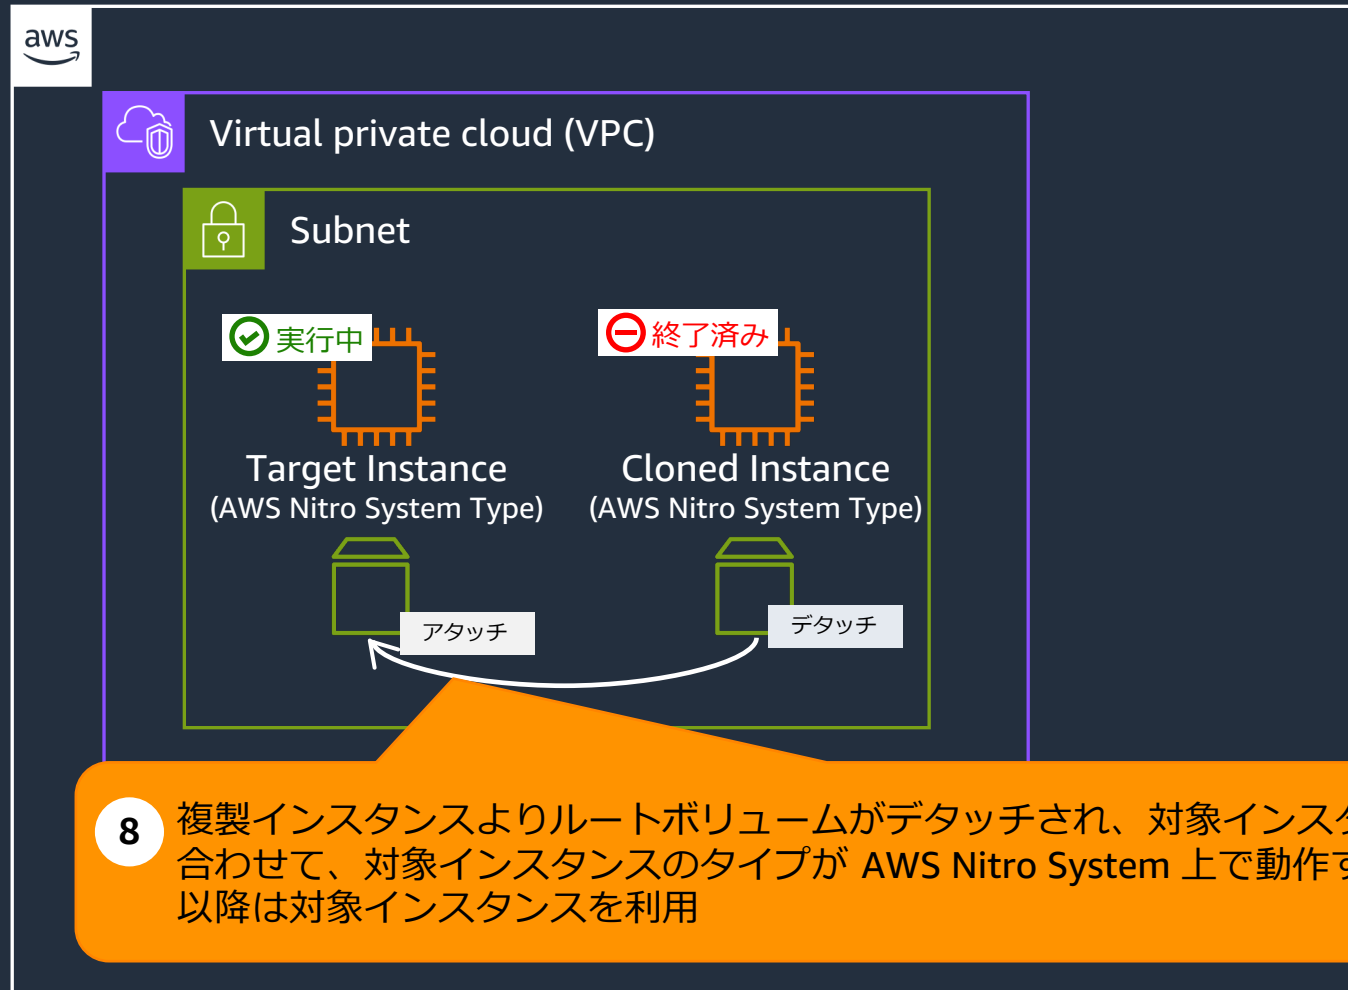 aws
Virtual private cloud (VPC)
Subnet
実行中
終了済み
Target Instance
(AWS Nitro System Type)
Cloned Instance
(AWS Nitro System Type)
アタッチ
デタッチ
8
複製インスタンスよりルートボリュームがデタッチされ、対象インスタ
合わせて、対象インスタンスのタイプが AWS Nitro System 上で動作す
以降は対象インスタンスを利用